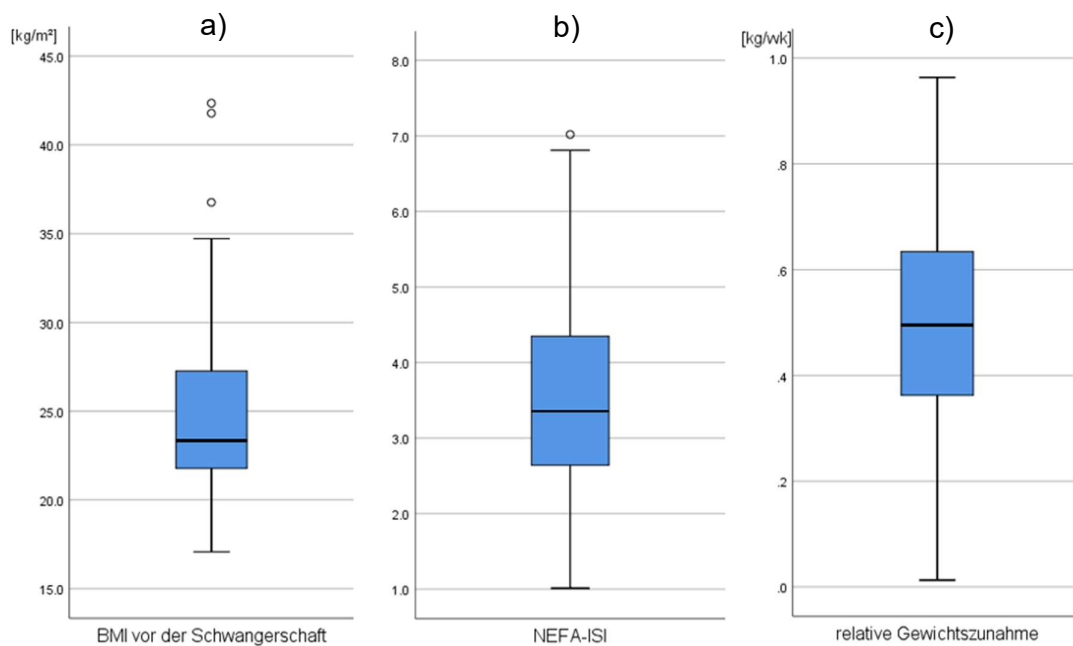 a)
[kg/m²]
45.0
40.0
35.0
30.0
25.0
20.0
15.0
BMI vor der Schwangerschaft
b)
8.0
7.0
6.0
5.0
4.0
3.0
2.0
1.0
NEFA-ISI
c)
[kg/wk]
1.0
.8
.6
.4
.2
.0
relative Gewichtszunahme